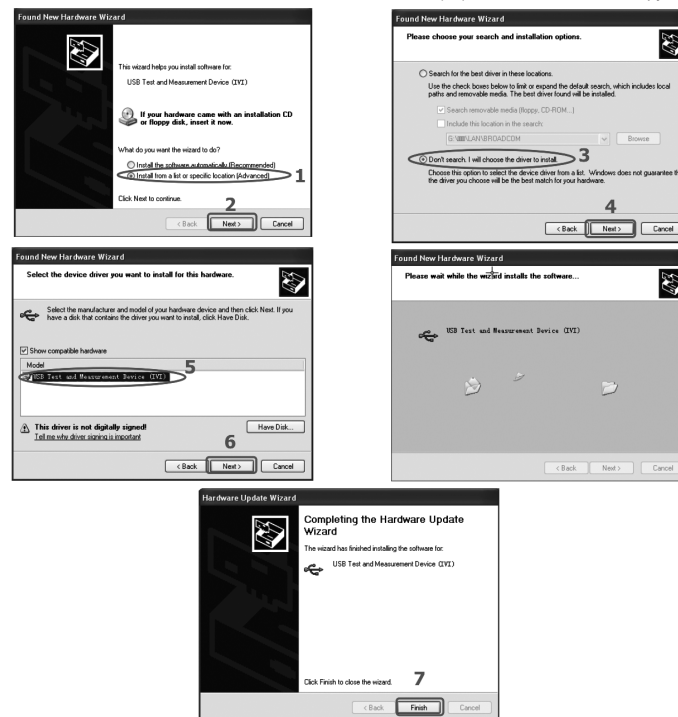 Found New Hardware Wizard
This wizard helps you install software for:
USB Test and Measurement Device (IVI)
If your hardware came with an installation CD
or floppy disk, insert it now.
What do you want the wizard to do?
Install the software automatically (Recommended)
Install from a list or specific location (Advanced)
1
Click Next to continue.
2
< Back
Next >
Cancel
Found New Hardware Wizard
Please choose your search and installation options.
Search for the best driver in these locations.
Use the check boxes below to limit or expand the default search, which includes local
paths and removable media. The best driver found will be installed.
Search removable media (floppy, CD-ROM...)
Include this location in the search:
LAN\BROADCOM
Browse
Don't search. I will choose the driver to install.
3
Choose this option to select the device driver from a list. Windows does not guarantee th
the driver you choose will be the best match for your hardware.
4
< Back
Next >
Cancel
Found New Hardware Wizard
Select the device driver you want to install for this hardware.
Select the manufacturer and model of your hardware device and then click Next. If you
have a disk that contains the driver you want to install, click Have Disk.
Show compatible hardware
Model
5
USB Test and Measurement Device (IVI)
This driver is not digitally signed!
Have Disk...
Tell me why driver signing is important
6
< Back
Next >
Cancel
Found New Hardware Wizard
Please wait while the wizard installs the software...
USB Test and Measurement Device (IVI)
< Back
Next >
Cancel
Hardware Update Wizard
Completing the Hardware Update
Wizard
The wizard has finished installing the software for:
USB Test and Measurement Device (IVI)
Click Finish to close the wizard.
7
< Back
Finish
Cancel